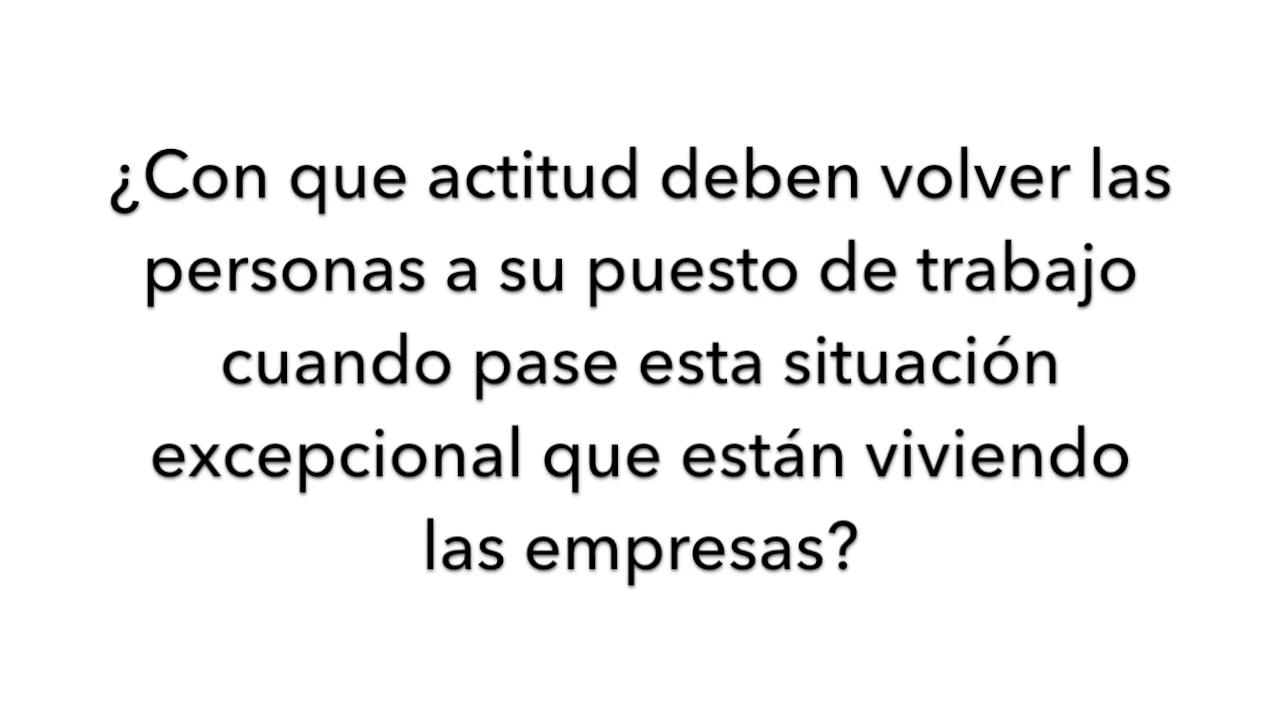 ¿Con que actitud deben volver las
personas a su puesto de trabajo
cuando pase esta situación
excepcional que están viviendo
las empresas?